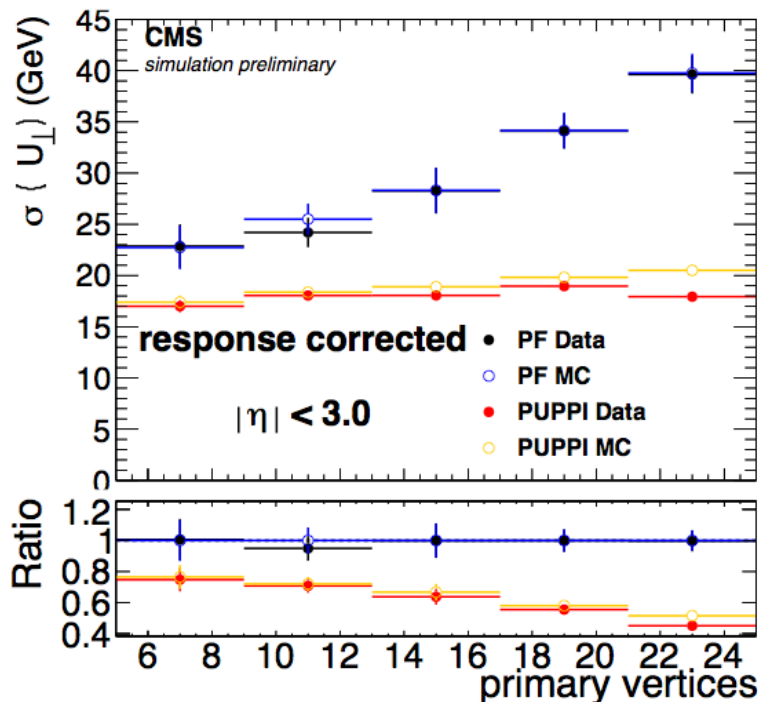 CMS
simulation preliminary
σ ( U⊥) (GeV)
45
40
35
30
25
20
15
10
5
0
response corrected
|η| < 3.0
PF Data
PF MC
PUPPI Data
PUPPI MC
Ratio
1.2
1
0.8
0.6
0.4
6 8 10 12 14 16 18 20 22 24
primary vertices